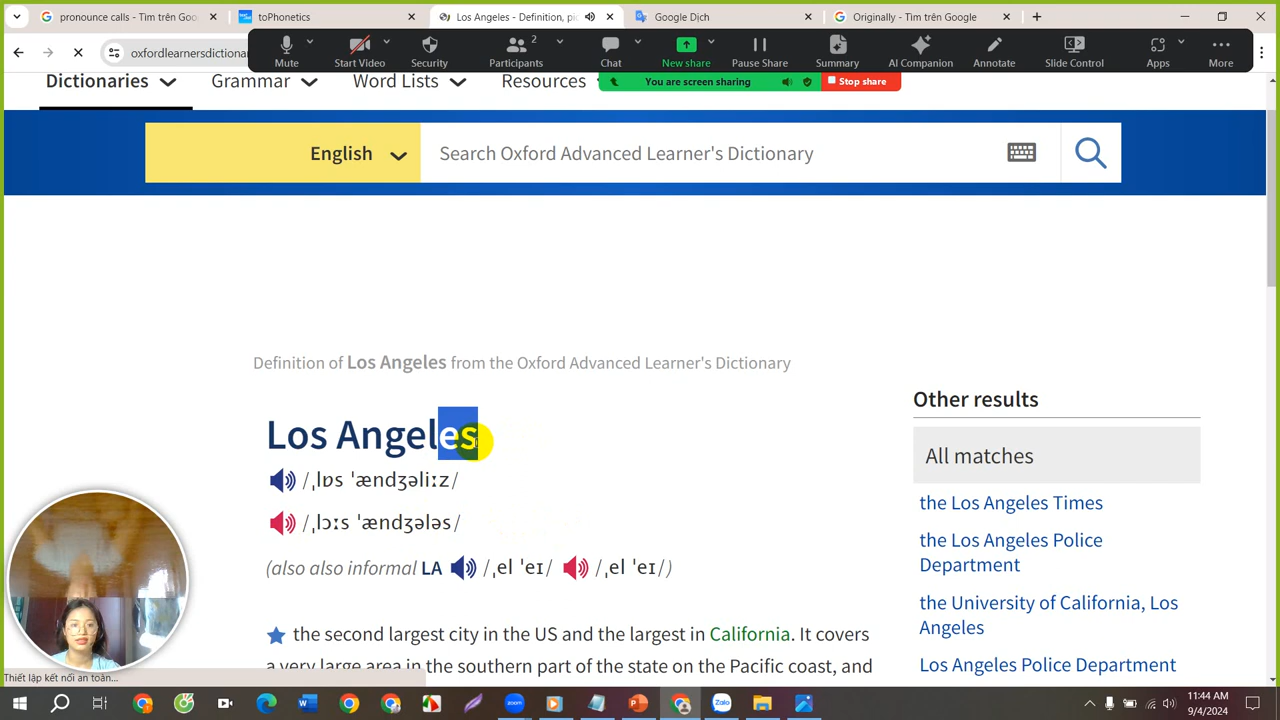 pronounce calls - Tìm trên Goo
toPhonetics
Los Angeles - Definition, pi
Google Dịch
Originally - Tìm trên Google
oxfordlearnersdictionar
Mute
Start Video
Security
2
Participants
Chat
New share
Pause Share
Summary
AI Companion
Annotate
Slide Control
Apps
More
You are screen sharing
Stop share
Dictionaries
Grammar
Word Lists
Resources
English
Search Oxford Advanced Learner's Dictionary
Definition of Los Angeles from the Oxford Advanced Learner's Dictionary
Los Angeles
/ˌlɒs ˈændʒəliːz/
/ˌlɔːs ˈændʒələs/
(also also informal LA /ˌel ˈeɪ/ /ˌel ˈeɪ/)
the second largest city in the US and the largest in California. It covers
a very large area in the southern part of the state on the Pacific coast, and
Other results
All matches
the Los Angeles Times
the Los Angeles Police
Department
the University of California, Los
Angeles
Los Angeles Police Department
Thiết lập kết nối an toàn...
Zalo
11:44 AM
9/4/2024